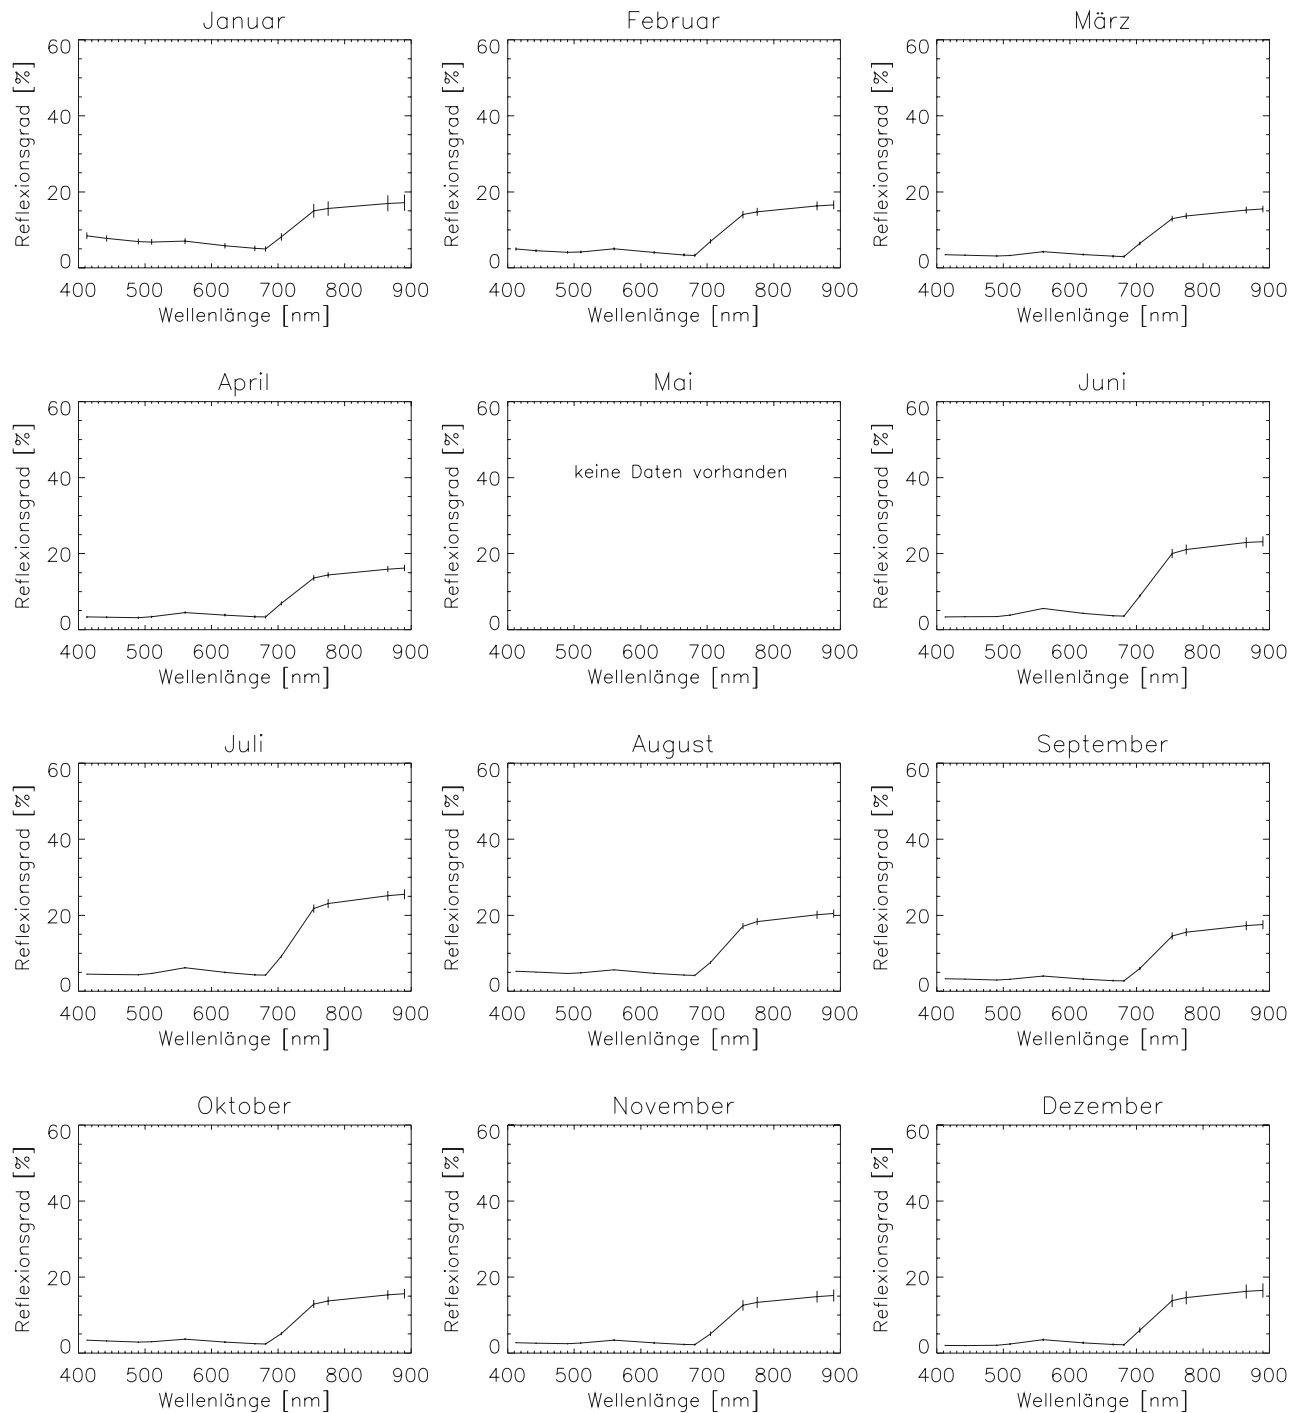 Januar
Reflexionsgrad [%]
60
40
20
0
400 500 600 700 800 900
Wellenlänge [nm]
Februar
Reflexionsgrad [%]
60
40
20
0
400 500 600 700 800 900
Wellenlänge [nm]
März
Reflexionsgrad [%]
60
40
20
0
400 500 600 700 800 900
Wellenlänge [nm]
April
Reflexionsgrad [%]
60
40
20
0
400 500 600 700 800 900
Wellenlänge [nm]
Mai
Reflexionsgrad [%]
60
40
20
0
keine Daten vorhanden
400 500 600 700 800 900
Wellenlänge [nm]
Juni
Reflexionsgrad [%]
60
40
20
0
400 500 600 700 800 900
Wellenlänge [nm]
Juli
Reflexionsgrad [%]
60
40
20
0
400 500 600 700 800 900
Wellenlänge [nm]
August
Reflexionsgrad [%]
60
40
20
0
400 500 600 700 800 900
Wellenlänge [nm]
September
Reflexionsgrad [%]
60
40
20
0
400 500 600 700 800 900
Wellenlänge [nm]
Oktober
Reflexionsgrad [%]
60
40
20
0
400 500 600 700 800 900
Wellenlänge [nm]
November
Reflexionsgrad [%]
60
40
20
0
400 500 600 700 800 900
Wellenlänge [nm]
Dezember
Reflexionsgrad [%]
60
40
20
0
400 500 600 700 800 900
Wellenlänge [nm]